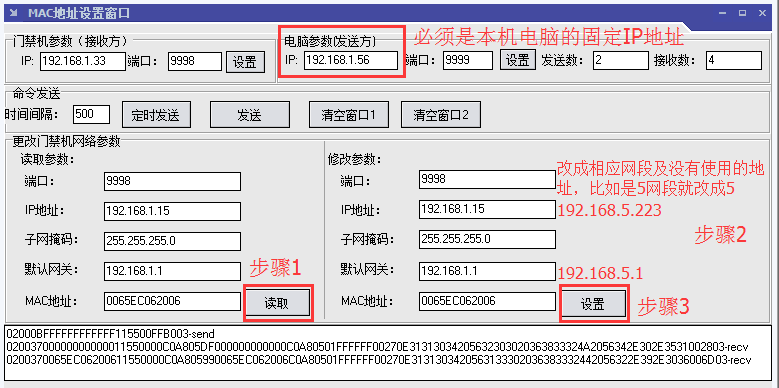 MAC地址设置窗口
门禁机参数（接收方）
IP: 192.168.1.33 端口: 9998 设置
电脑参数(发送方)
必须是本机电脑的固定IP地址
IP: 192.168.1.56 端口: 9999 设置 发送数: 2 接收数: 4
命令发送
时间间隔: 500 定时发送 发送 清空窗口1 清空窗口2
更改门禁机网络参数
读取参数:
端口: 9998
IP地址: 192.168.1.15
子网掩码: 255.255.255.0
默认网关: 192.168.1.1
步骤1
MAC地址: 0065EC062006 读取
修改参数:
端口: 9998
改成相应网段及没有使用的地
址，比如是5网段就改成5
IP地址: 192.168.1.15 192.168.5.223
子网掩码: 255.255.255.0
步骤2
默认网关: 192.168.1.1 192.168.5.1
MAC地址: 0065EC062006 设置 步骤3
02000BFFFFFFFFFFFF115500FFB003-send